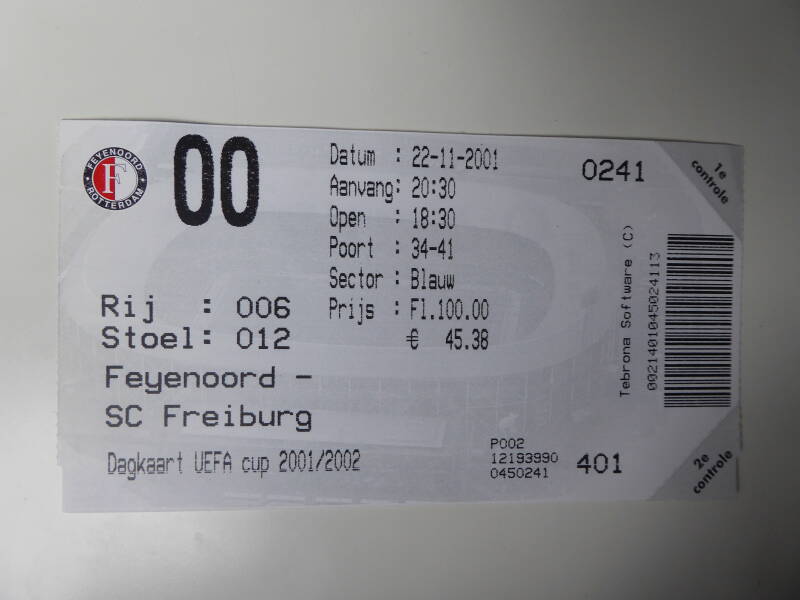 FEYENOORD
F
ROTTERDAM
00
Datum : 22-11-2001
Aanvang: 20:30
Open : 18:30
Poort : 34-41
Sector : Blauw
Prijs : Fl.100.00
€ 45.38
0241
1e
controle
Rij : 006
Stoel: 012
Feyenoord -
SC Freiburg
Dagkaart UEFA cup 2001/2002
P002
12193990
0450241
401
Tebrona Software (C)
0021401045024113
2e
controle